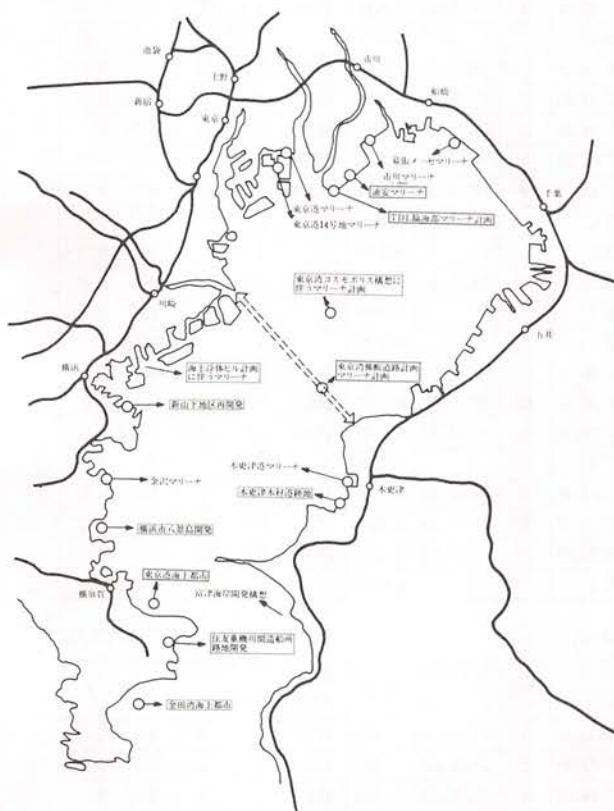 池袋
上野
市川
船橋
新宿
東京
幕張メッセマリーナ
市川マリーナ
浦安マリーナ
千葉
東京港マリーナ
TDL臨海部マリーナ計画
東京港14号地マリーナ
東京湾コスモポリス構想に
伴うマリーナ計画
川崎
五井
海上浮体ビル計画
に伴うマリーナ
東京湾横断道路計画
マリーナ計画
横浜
新山下地区再開発
木更津港マリーナ
金沢マリーナ
木更津
木更津木材港跡地
横浜市八景島開発
東京湾海上都市
横須賀
富津海岸開発構想
住友重機川間造船所
跡地開発
金田湾海上都市